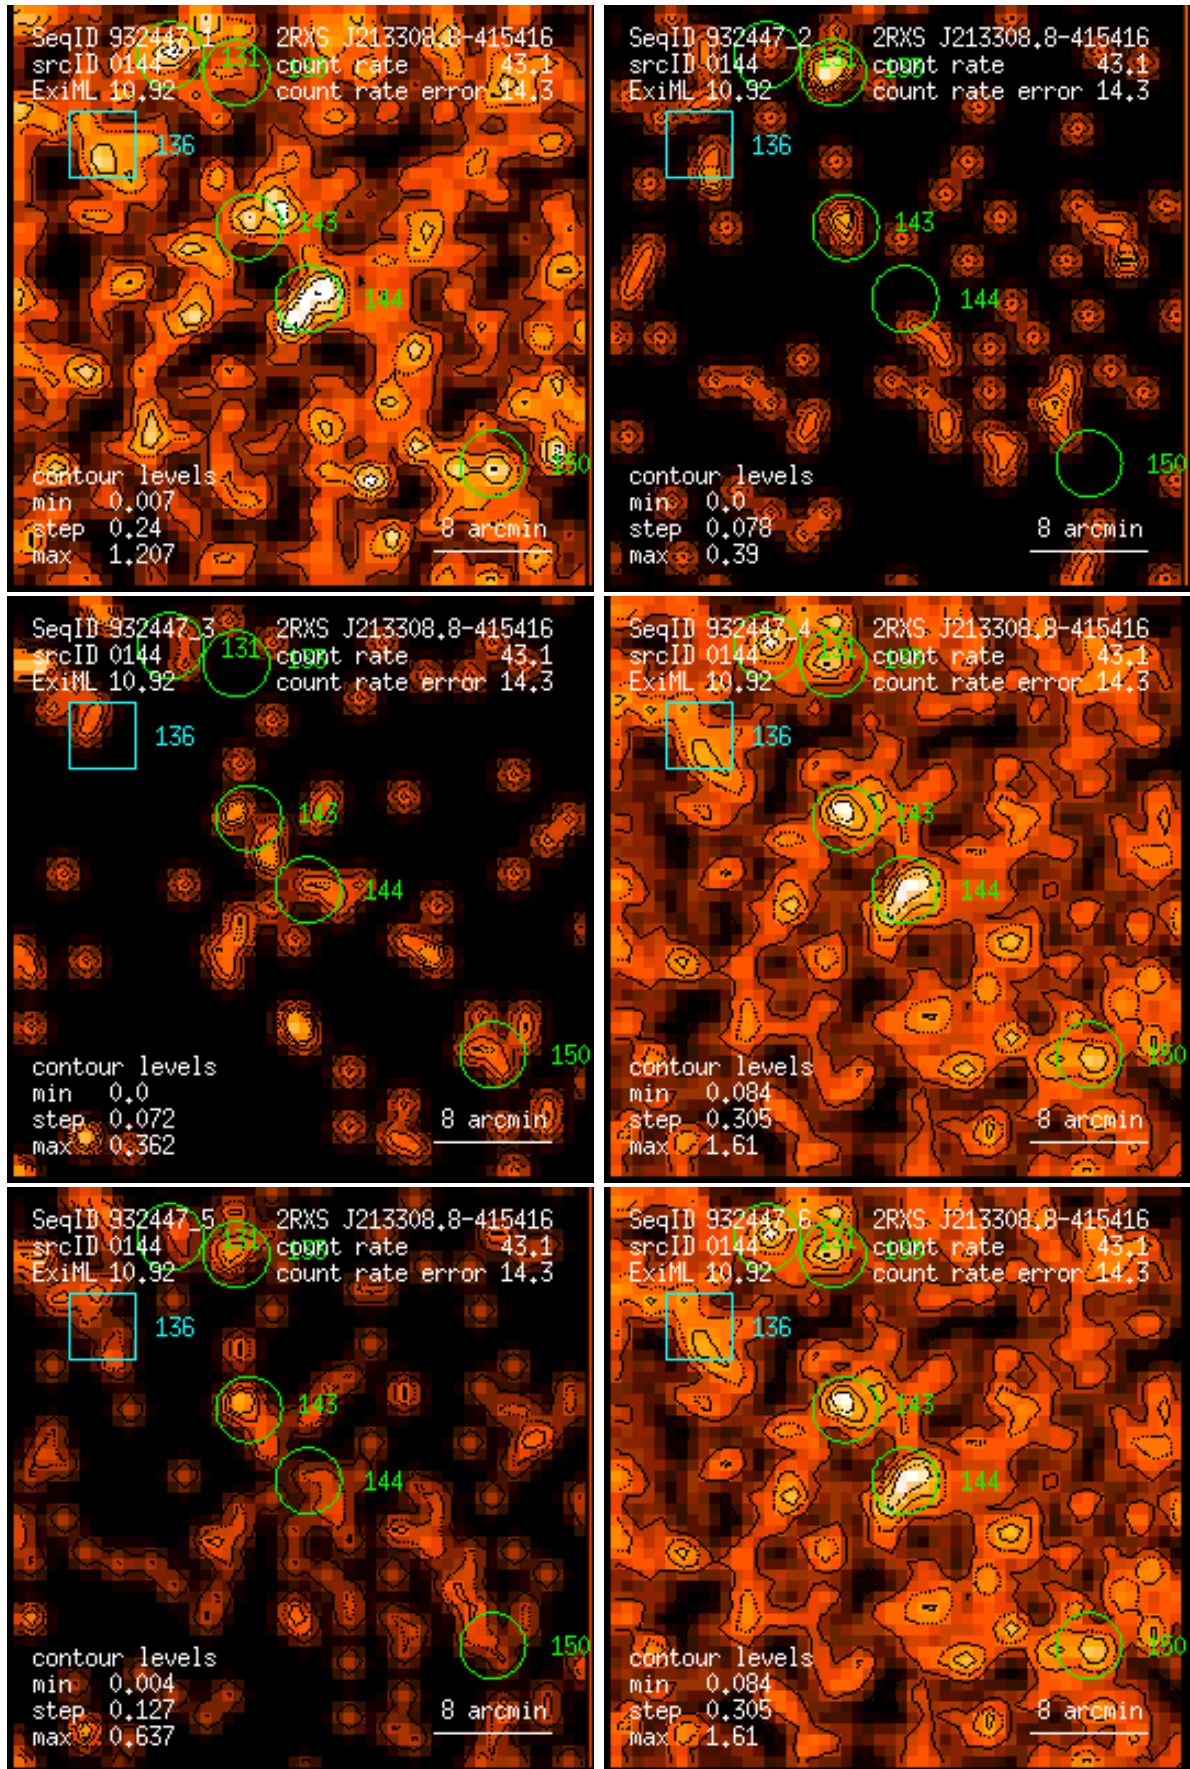 SeqID 932447_1 2RXS J213308.8-415416
srcID 0144 131 count rate 43.1
ExiML 10.92 count rate error 14.3
136
143
144
150
contour levels
min 0.007
step 0.24 8 arcmin
max 1.207
SeqID 932447_2 2RXS J213308.8-415416
srcID 0144 131 count rate 43.1
ExiML 10.92 count rate error 14.3
136
143
144
150
contour levels
min 0.0
step 0.078 8 arcmin
max 0.39
SeqID 932447_3 2RXS J213308.8-415416
srcID 0144 131 count rate 43.1
ExiML 10.92 count rate error 14.3
136
143
144
150
contour levels
min 0.0
step 0.072 8 arcmin
max 0.362
SeqID 932447_4 2RXS J213308.8-415416
srcID 0144 131 count rate 43.1
ExiML 10.92 count rate error 14.3
136
143
144
150
contour levels
min 0.084
step 0.305 8 arcmin
max 1.61
SeqID 932447_5 2RXS J213308.8-415416
srcID 0144 131 count rate 43.1
ExiML 10.92 count rate error 14.3
136
143
144
150
contour levels
min 0.004
step 0.127 8 arcmin
max 0.637
SeqID 932447_6 2RXS J213308.8-415416
srcID 0144 131 count rate 43.1
ExiML 10.92 count rate error 14.3
136
143
144
150
contour levels
min 0.084
step 0.305 8 arcmin
max 1.61